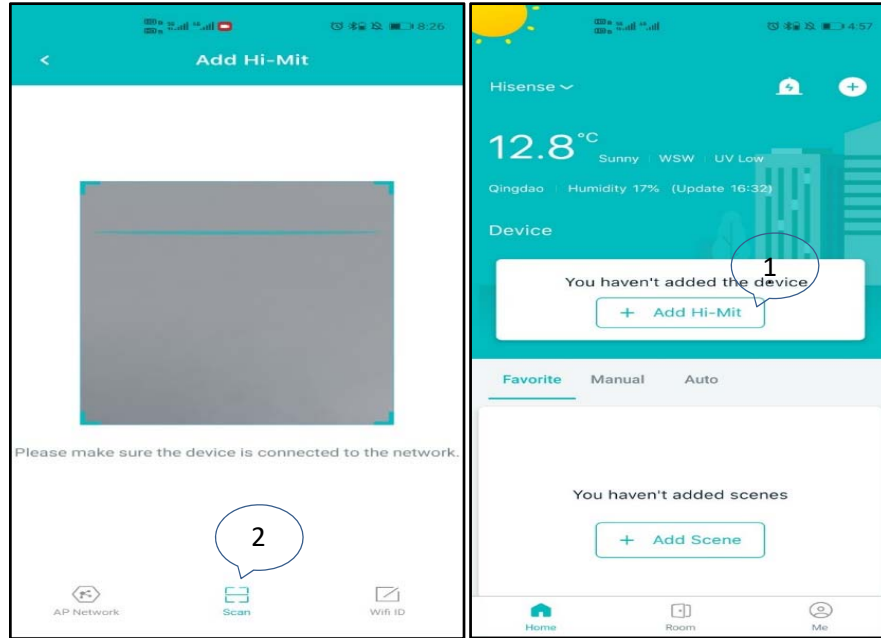 8:26
Add Hi-Mit
Please make sure the device is connected to the network.
2
AP Network
Scan
Wifi ID
4:57
Hisense
12.8°C
Sunny WSW UV Low
Qingdao Humidity 17% (Update 16:32)
Device
1
You haven't added the device
+ Add Hi-Mit
Favorite Manual Auto
You haven't added scenes
+ Add Scene
Home
Room
Me